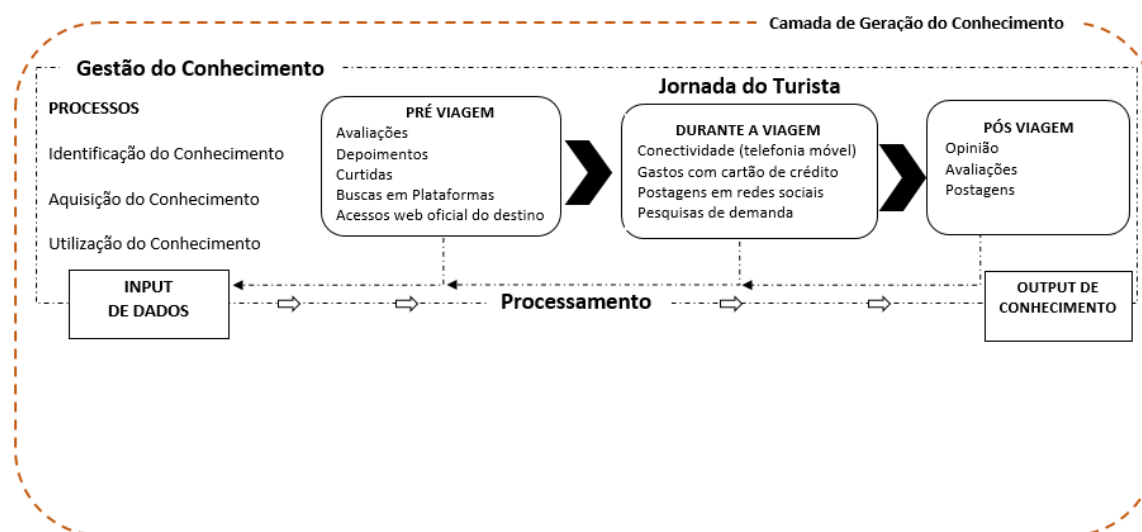 Camada de Geração do Conhecimento
Gestão do Conhecimento
Jornada do Turista
PROCESSOS
Identificação do Conhecimento
Aquisição do Conhecimento
Utilização do Conhecimento
PRÉ VIAGEM
Avaliações
Depoimentos
Curtidas
Buscas em Plataformas
Acessos web oficial do destino
DURANTE A VIAGEM
Conectividade (telefonia móvel)
Gastos com cartão de crédito
Postagens em redes sociais
Pesquisas de demanda
PÓS VIAGEM
Opinião
Avaliações
Postagens
INPUT
DE DADOS
Processamento
OUTPUT DE
CONHECIMENTO